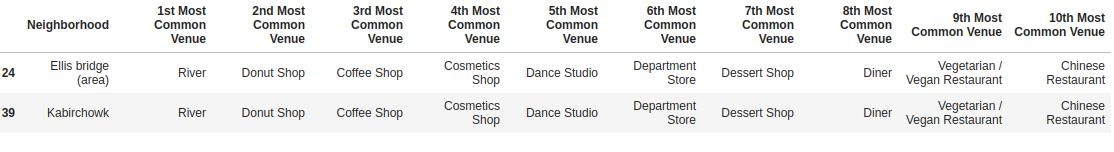 Neighborhood 1st Most Common Venue 2nd Most Common Venue 3rd Most Common Venue 4th Most Common Venue 5th Most Common Venue 6th Most Common Venue 7th Most Common Venue 8th Most Common Venue 9th Most Common Venue 10th Most Common Venue
24 Ellis bridge (area) River Donut Shop Coffee Shop Cosmetics Shop Dance Studio Department Store Dessert Shop Diner Vegetarian / Vegan Restaurant Chinese Restaurant
39 Kabirchowk River Donut Shop Coffee Shop Cosmetics Shop Dance Studio Department Store Dessert Shop Diner Vegetarian / Vegan Restaurant Chinese Restaurant